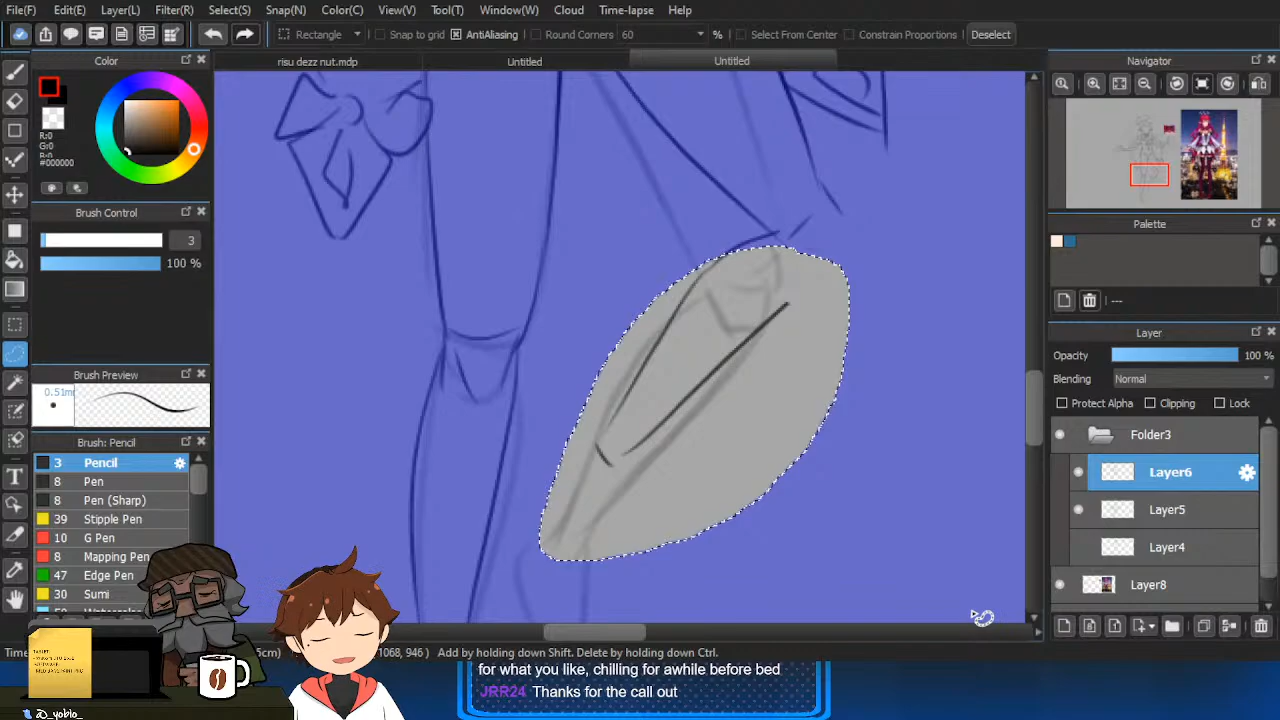 File(F) Edit(E) Layer(L) Filter(R) Select(S) Snap(N) Color(C) View(V) Tool(T) Window(W) Cloud Time-lapse Help
Rectangle Snap to grid AntiAliasing Round Corners 60 % Select From Center Constrain Proportions Deselect
Color
risu dezz nut.mdp Untitled Untitled
Navigator
R:0
G:0
B:0
#000000
Brush Control
3
100 %
Palette
---
Layer
Opacity 100 %
Blending Normal
Protect Alpha Clipping Lock
Folder3
Layer6
Layer5
Layer4
Layer8
Brush Preview
0.51m
Brush: Pencil
3 Pencil
8 Pen
8 Pen (Sharp)
39 Stipple Pen
10 G Pen
8 Mapping Pen
47 Edge Pen
30 Sumi
5cm) (1068, 946) Add by holding down Shift. Delete by holding down Ctrl.
for what you like, chilling for awhile before bed
JRR24 Thanks for the call out